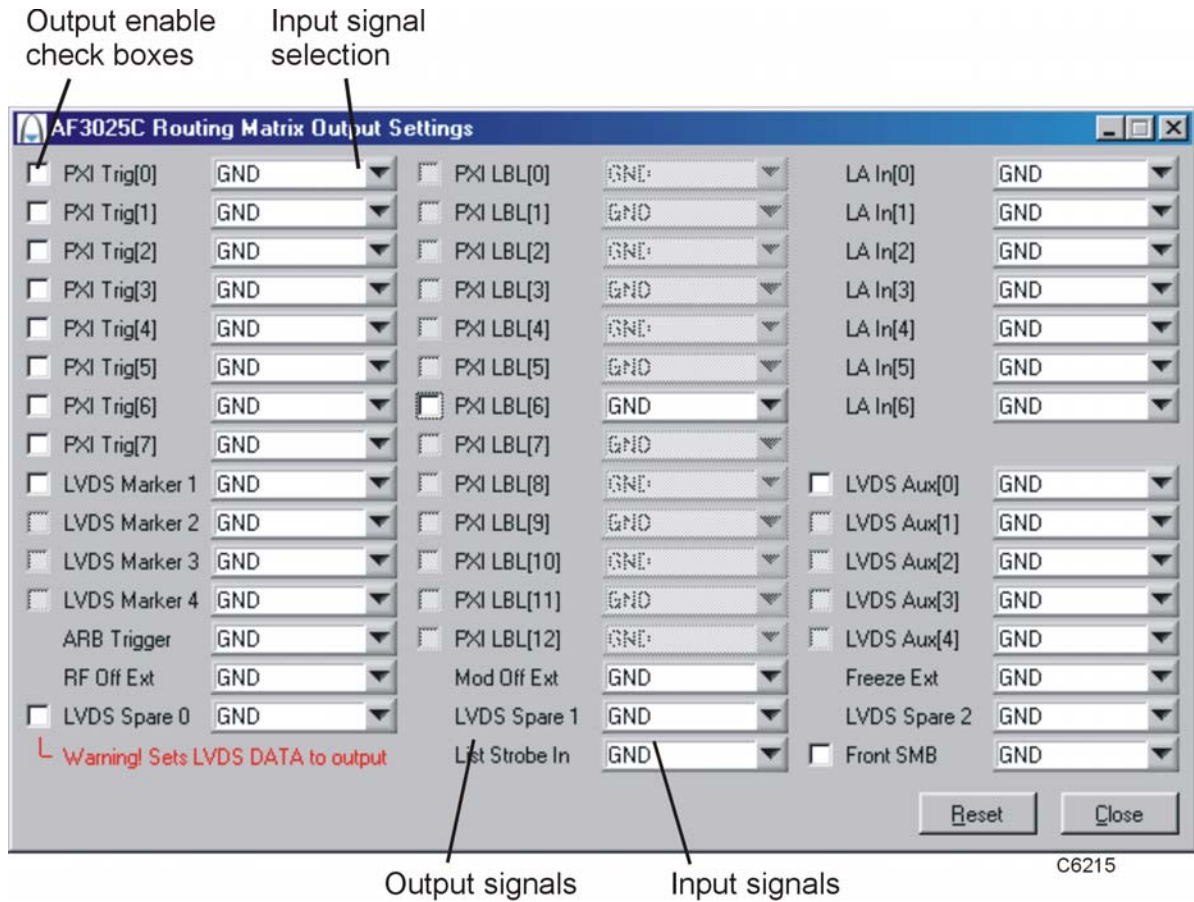 Output enable check boxes
Input signal selection
AF3025C Routing Matrix Output Settings
PXI Trig[0] GND PXI LBL[0] GND LA In[0] GND
PXI Trig[1] GND PXI LBL[1] GND LA In[1] GND
PXI Trig[2] GND PXI LBL[2] GND LA In[2] GND
PXI Trig[3] GND PXI LBL[3] GND LA In[3] GND
PXI Trig[4] GND PXI LBL[4] GND LA In[4] GND
PXI Trig[5] GND PXI LBL[5] GND LA In[5] GND
PXI Trig[6] GND PXI LBL[6] GND LA In[6] GND
PXI Trig[7] GND PXI LBL[7] GND
LVDS Marker 1 GND PXI LBL[8] GND LVDS Aux[0] GND
LVDS Marker 2 GND PXI LBL[9] GND LVDS Aux[1] GND
LVDS Marker 3 GND PXI LBL[10] GND LVDS Aux[2] GND
LVDS Marker 4 GND PXI LBL[11] GND LVDS Aux[3] GND
ARB Trigger GND PXI LBL[12] GND LVDS Aux[4] GND
RF Off Ext GND Mod Off Ext GND Freeze Ext GND
LVDS Spare 0 GND LVDS Spare 1 GND LVDS Spare 2 GND
Warning! Sets LVDS DATA to output List Strobe In GND Front SMB GND
Reset Close
C6215
Output signals Input signals